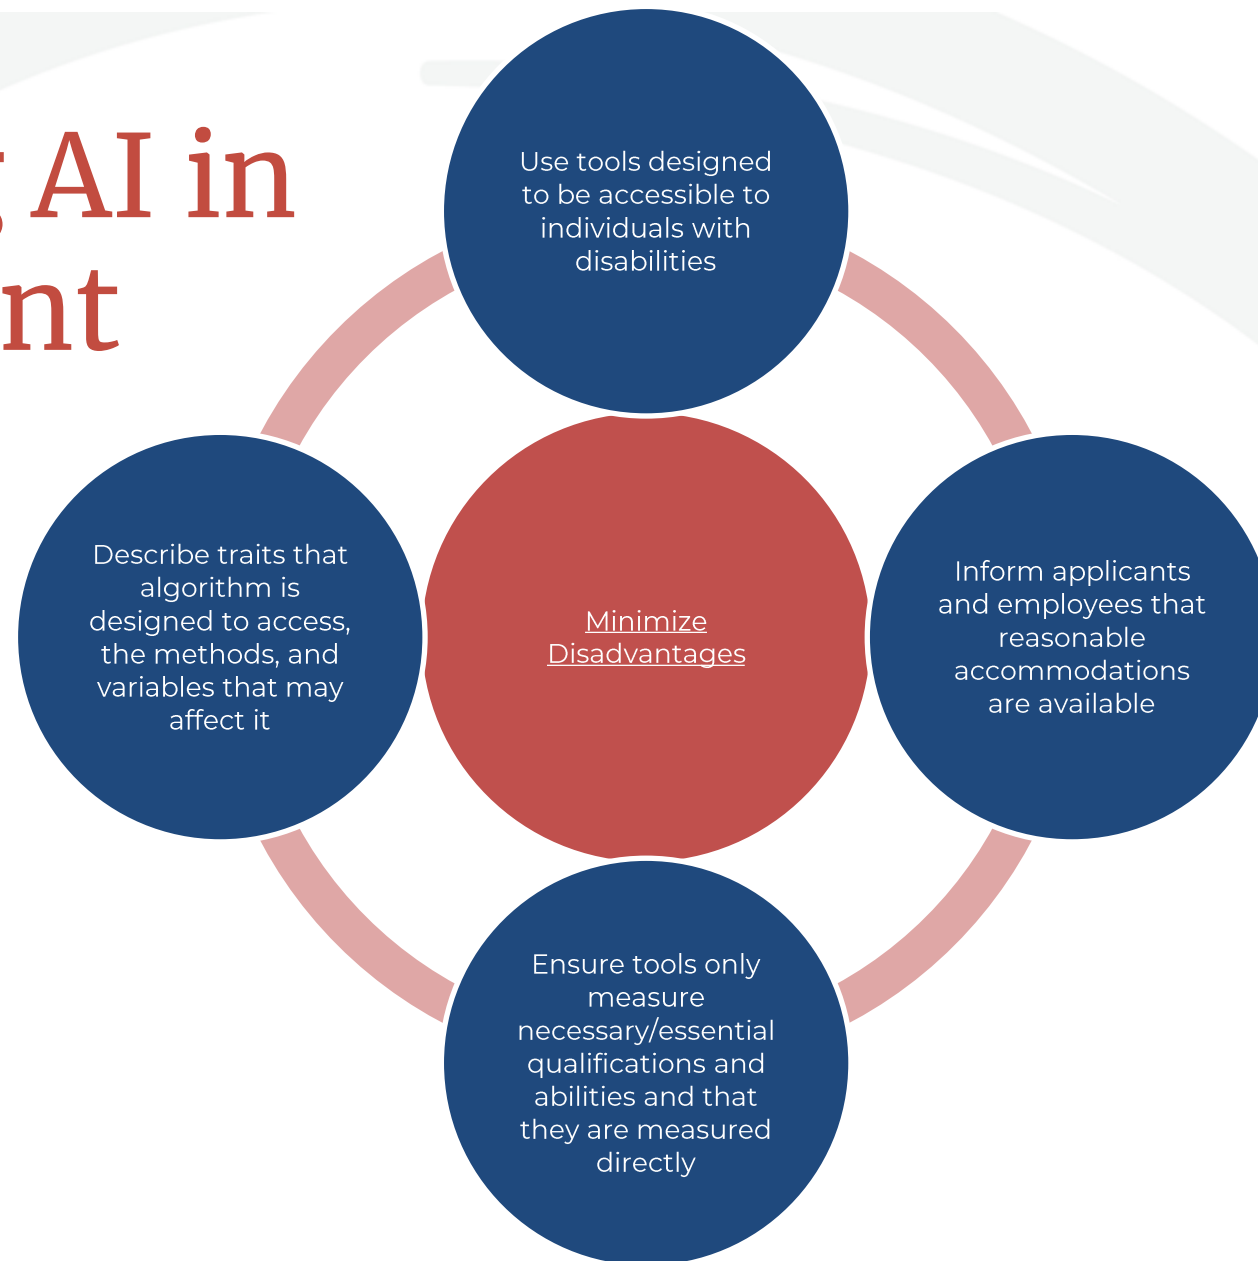 AI in
nt
Use tools designed
to be accessible to
individuals with
disabilities
Describe traits that
algorithm is
designed to access,
the methods, and
variables that may
affect it
Minimize
Disadvantages
Inform applicants
and employees that
reasonable
accommodations
are available
Ensure tools only
measure
necessary/essential
qualifications and
abilities and that
they are measured
directly